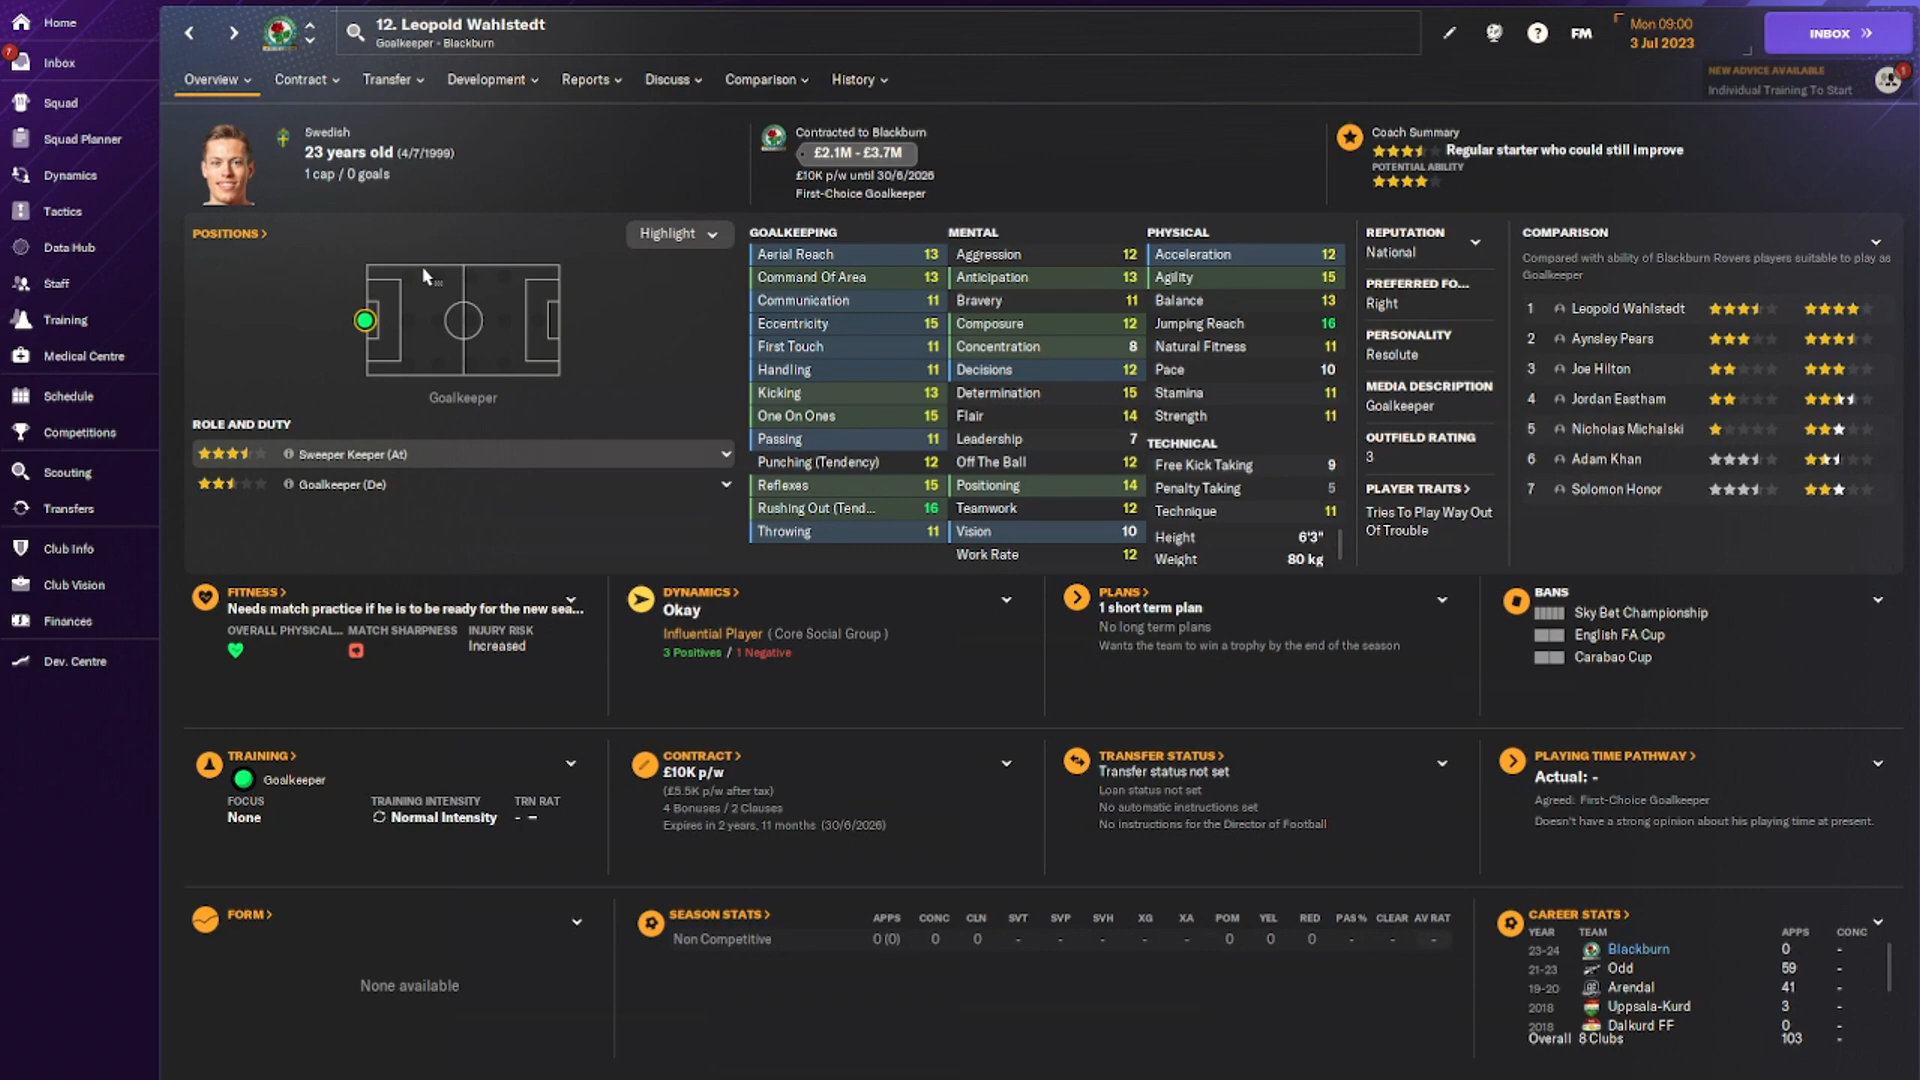 Home
7
Inbox
Squad
Squad Planner
Dynamics
Tactics
Data Hub
Staff
Training
Medical Centre
Schedule
Competitions
Scouting
Transfers
Club Info
Club Vision
Finances
Dev. Centre
12. Leopold Wahlstedt
Goalkeeper - Blackburn
FM
Mon 09:00
3 Jul 2023
INBOX
NEW ADVICE AVAILABLE
Individual Training To Start
1
Overview
Contract
Transfer
Development
Reports
Discuss
Comparison
History
Swedish
23 years old (4/7/1999)
1 cap / 0 goals
Contracted to Blackburn
£2.1M - £3.7M
£10K p/w until 30/6/2026
First-Choice Goalkeeper
Coach Summary
Regular starter who could still improve
POTENTIAL ABILITY
POSITIONS >
Highlight
Goalkeeper
ROLE AND DUTY
Sweeper Keeper (At)
Goalkeeper (De)
GOALKEEPING
Aerial Reach 13
Command Of Area 13
Communication 11
Eccentricity 15
First Touch 11
Handling 11
Kicking 13
One On Ones 15
Passing 11
Punching (Tendency) 12
Reflexes 15
Rushing Out (Tend... 16
Throwing 11
MENTAL
Aggression 12
Anticipation 13
Bravery 11
Composure 12
Concentration 8
Decisions 12
Determination 15
Flair 14
Leadership 7
Off The Ball 12
Positioning 14
Teamwork 12
Vision 10
Work Rate 12
PHYSICAL
Acceleration 12
Agility 15
Balance 13
Jumping Reach 16
Natural Fitness 11
Pace 10
Stamina 11
Strength 11
TECHNICAL
Free Kick Taking 9
Penalty Taking 5
Technique 11
Height 6'3"
Weight 80 kg
REPUTATION
National
PREFERRED FO...
Right
PERSONALITY
Resolute
MEDIA DESCRIPTION
Goalkeeper
OUTFIELD RATING
3
PLAYER TRAITS >
Tries To Play Way Out
Of Trouble
COMPARISON
Compared with ability of Blackburn Rovers players suitable to play as
Goalkeeper
1 Leopold Wahlstedt
2 Aynsley Pears
3 Joe Hilton
4 Jordan Eastham
5 Nicholas Michalski
6 Adam Khan
7 Solomon Honor
FITNESS >
Needs match practice if he is to be ready for the new sea...
OVERALL PHYSICAL... MATCH SHARPNESS INJURY RISK
Increased
DYNAMICS >
Okay
Influential Player ( Core Social Group )
3 Positives / 1 Negative
PLANS >
1 short term plan
No long term plans
Wants the team to win a trophy by the end of the season
BANS
Sky Bet Championship
English FA Cup
Carabao Cup
TRAINING >
Goalkeeper
FOCUS TRAINING INTENSITY TRN RAT
None Normal Intensity - -
CONTRACT >
£10K p/w
(£5.5K p/w after tax)
4 Bonuses / 2 Clauses
Expires in 2 years, 11 months (30/6/2026)
TRANSFER STATUS >
Transfer status not set
Loan status not set
No automatic instructions set
No instructions for the Director of Football
PLAYING TIME PATHWAY >
Actual: -
Agreed: First-Choice Goalkeeper
Doesn't have a strong opinion about his playing time at present.
FORM >
None available
SEASON STATS > APPS CONC CLN SVT SVP SVH XG XA POM YEL RED PAS% CLEAR AV RAT
Non Competitive 0 (0) 0 0 - - - - - 0 0 0 - - -
CAREER STATS >
YEAR TEAM APPS CONC
23-24 Blackburn 0 -
21-23 Odd 59 -
19-20 Arendal 41 -
2018 Uppsala-Kurd 3 -
2018 Dalkurd FF 0 -
Overall 8 Clubs 103 -